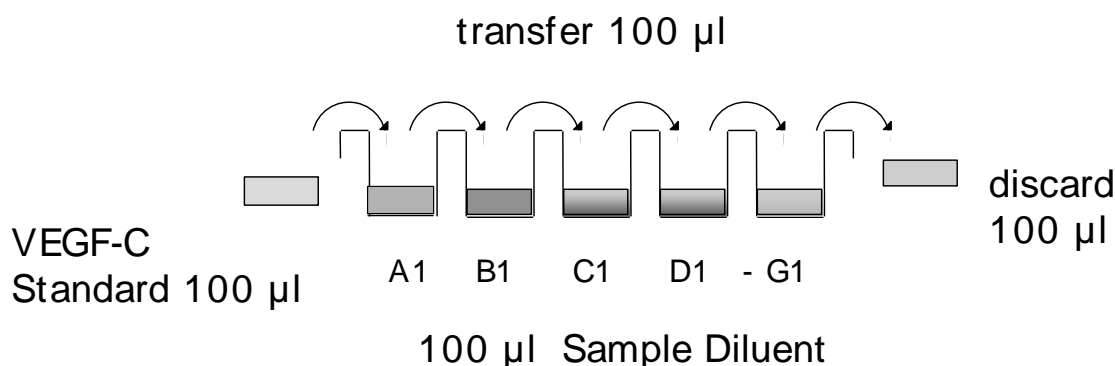 transfer 100 µl
discard
100 µl
VEGF-C
Standard 100 µl
A1 B1 C1 D1 - G1
100 µl Sample Diluent